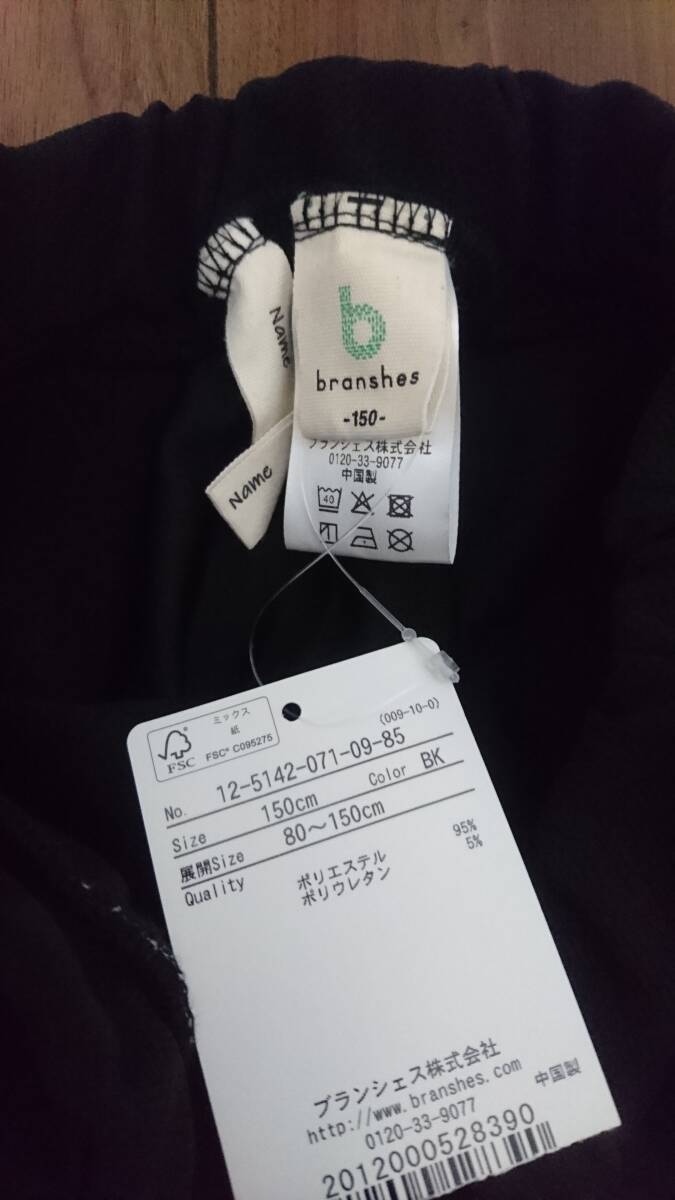 Name
Name
branshes
-150-
ブランシェス株式会社
0120-33-9077
中国製
40
ミックス
紙
FSC
FSC® C095275
(009-10-0)
No. 12-5142-071-09-85
Size 150cm Color BK
展開Size 80～150cm
Quality ポリエステル 95%
ポリウレタン 5%
ブランシェス株式会社
http://www.branshes.com
0120-33-9077 中国製
2012000528390